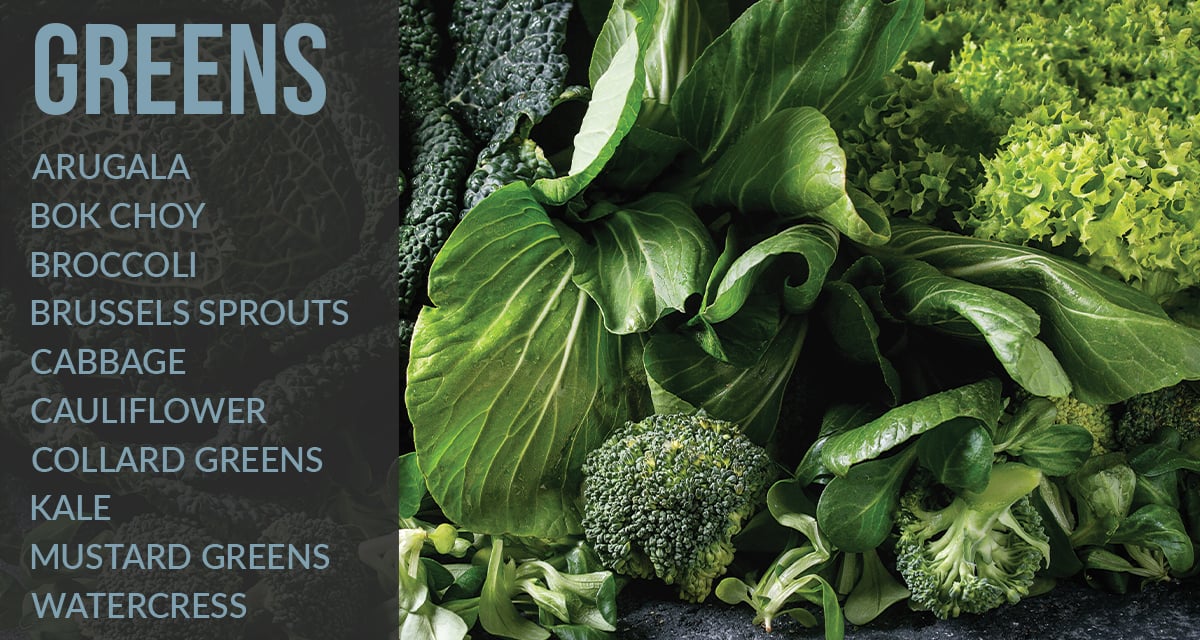 GREENS
ARUGALA
BOK CHOY
BROCCOLI
BRUSSELS SPROUTS
CABBAGE
CAULIFLOWER
COLLARD GREENS
KALE
MUSTARD GREENS
WATERCRESS